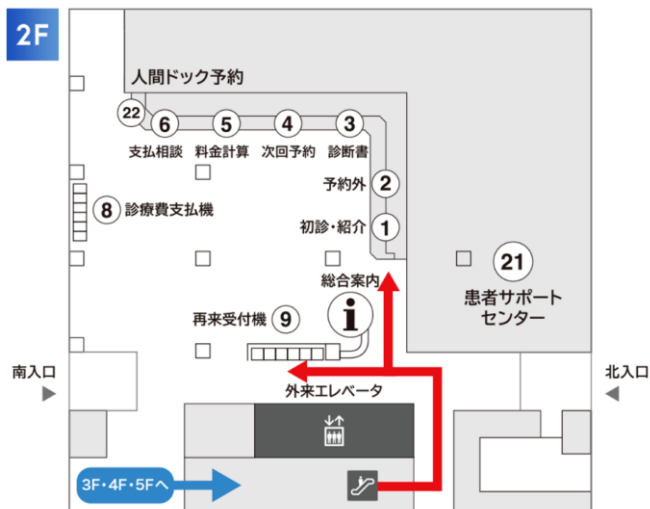 2F
人間ドック予約
22
6
5
4
3
支払相談
料金計算
次回予約
診断書
予約外
2
8
診療費支払機
初診・紹介
1
21
患者サポート
センター
総合案内
i
再来受付機
9
南入口
北入口
外来エレベータ
3F・4F・5Fへ